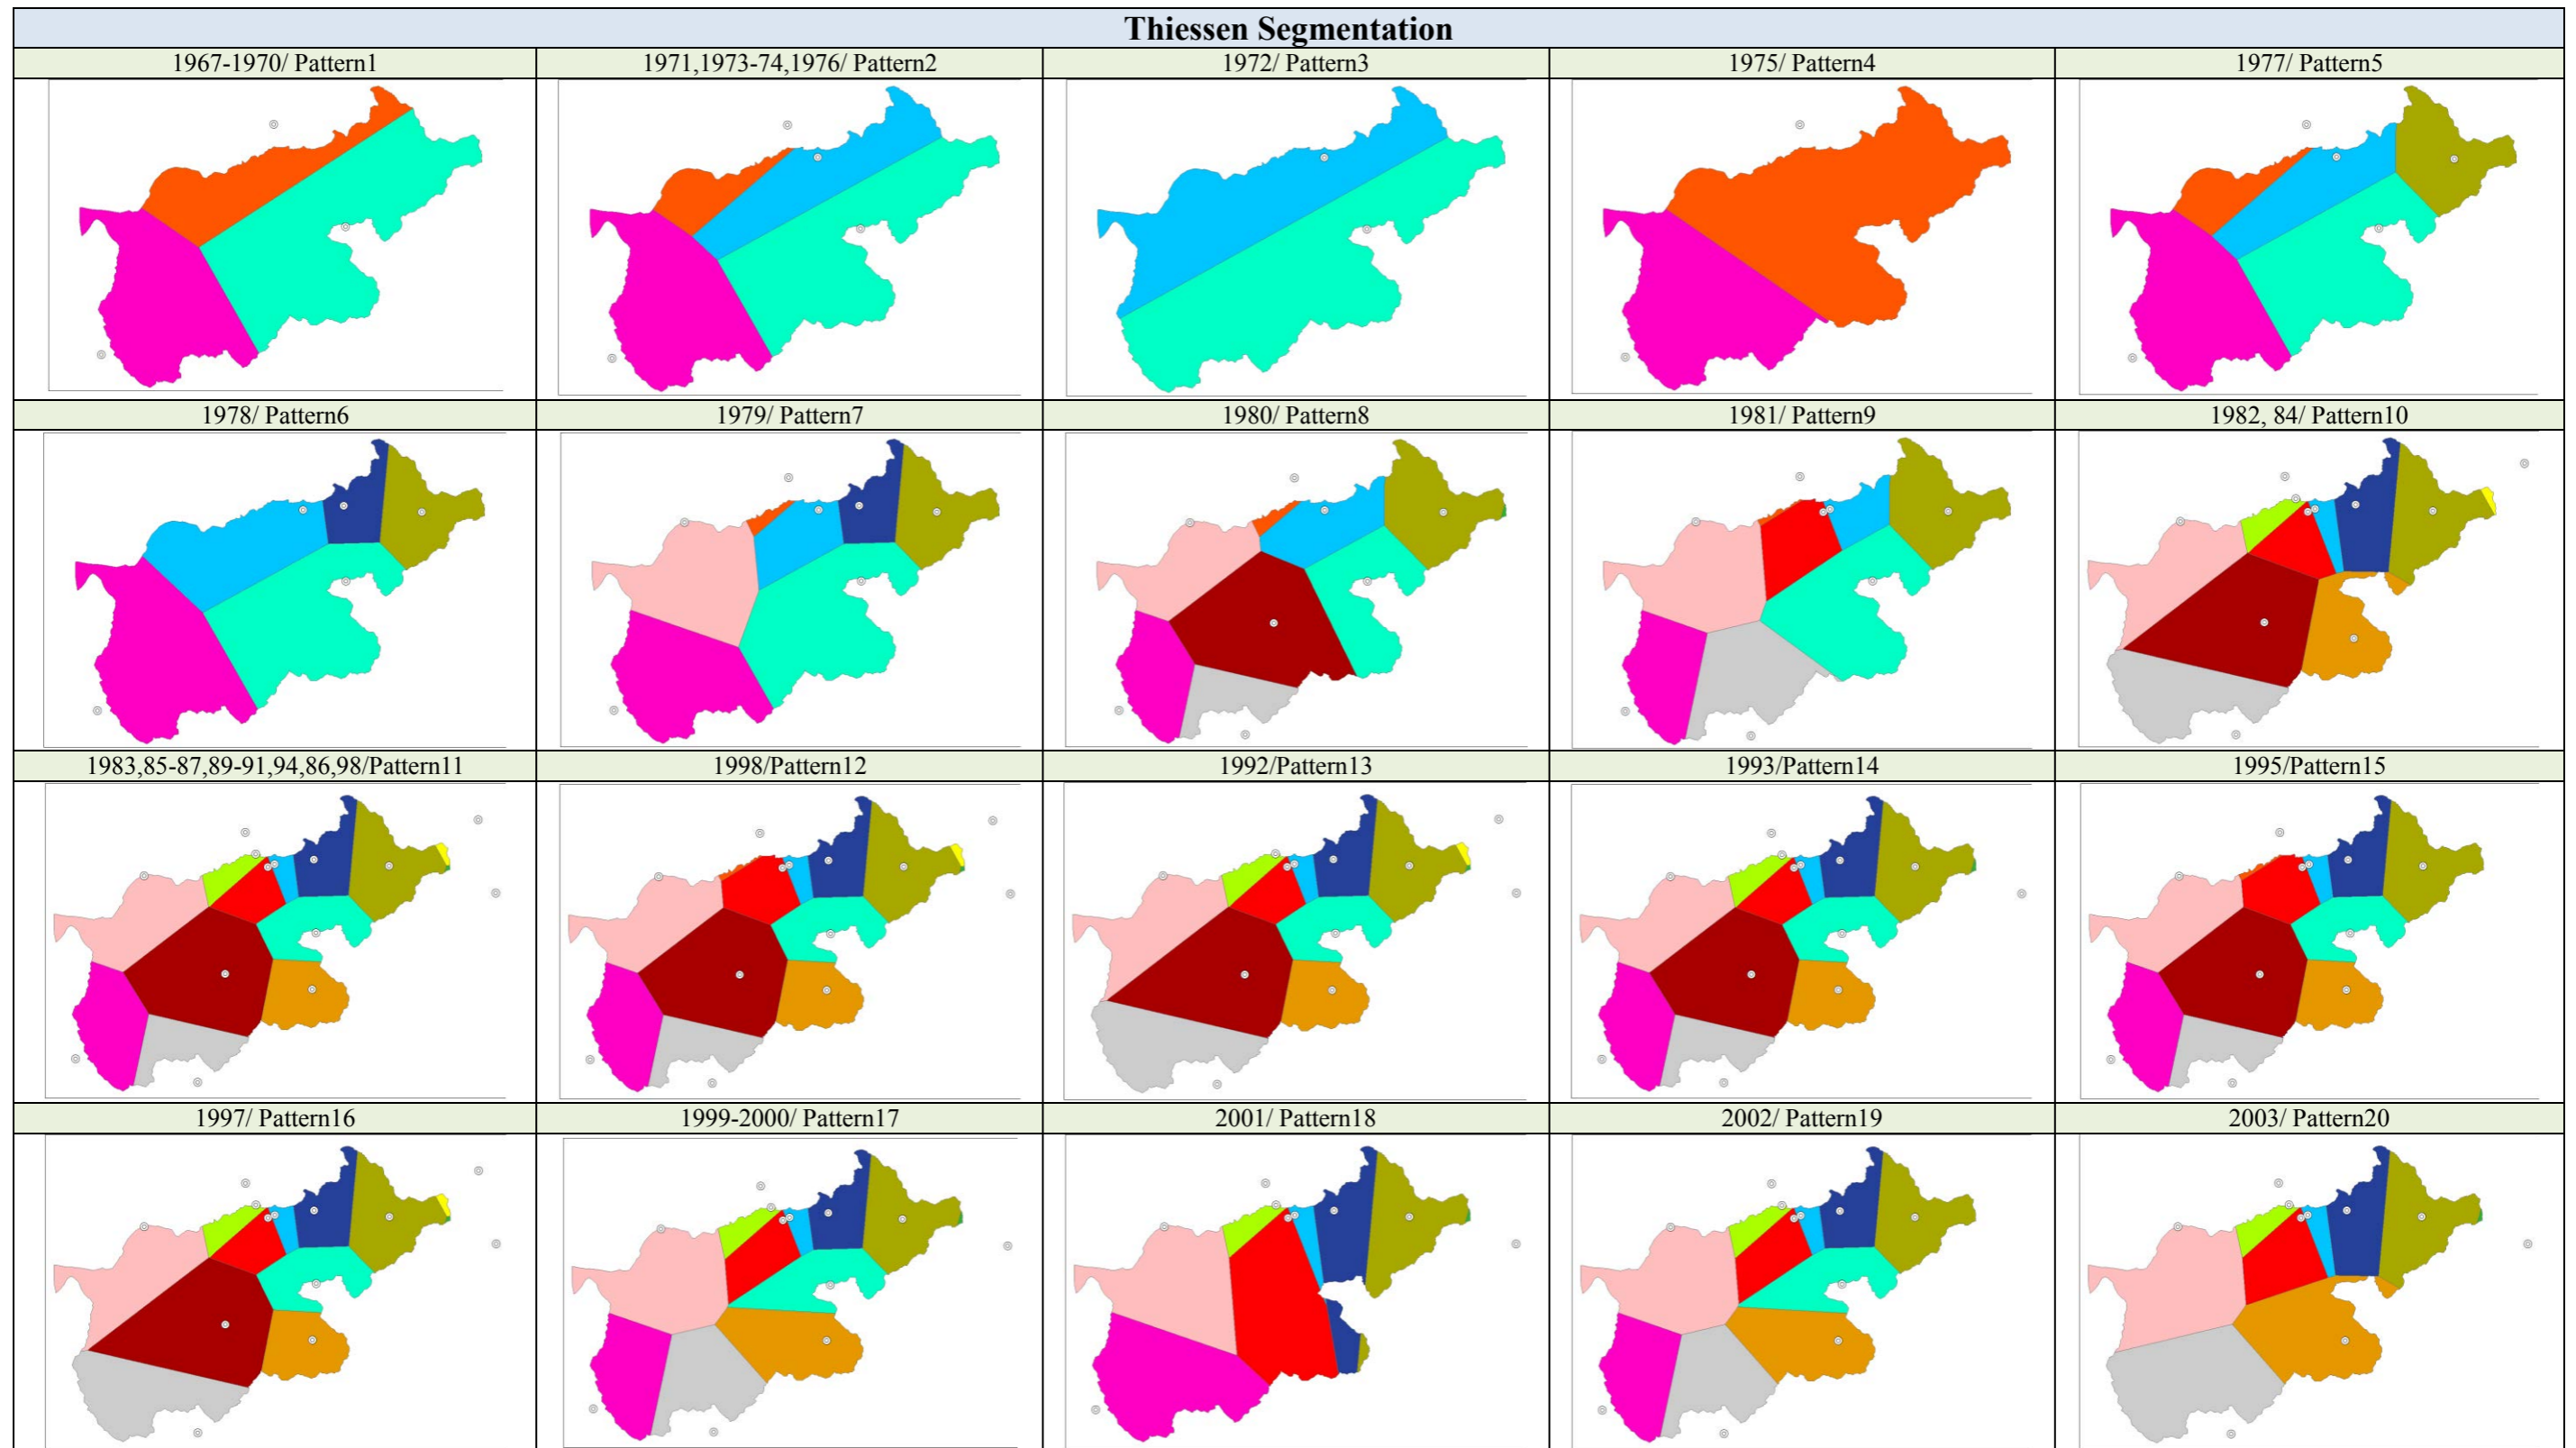 Thiessen Segmentation
1967-1970/ Pattern1
1971,1973-74,1976/ Pattern2
1972/ Pattern3
1975/ Pattern4
1977/ Pattern5
1978/ Pattern6
1979/ Pattern7
1980/ Pattern8
1981/ Pattern9
1982, 84/ Pattern10
1983,85-87,89-91,94,86,98/Pattern11
1998/Pattern12
1992/Pattern13
1993/Pattern14
1995/Pattern15
1997/ Pattern16
1999-2000/ Pattern17
2001/ Pattern18
2002/ Pattern19
2003/ Pattern20